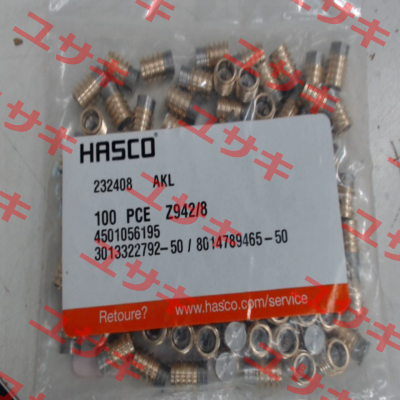 HASCO
232408 AKL
100 PCE Z942/8
4501056195
3013322792-50 / 8014789465-50
Retoure? www.hasco.com/service
ユサキ